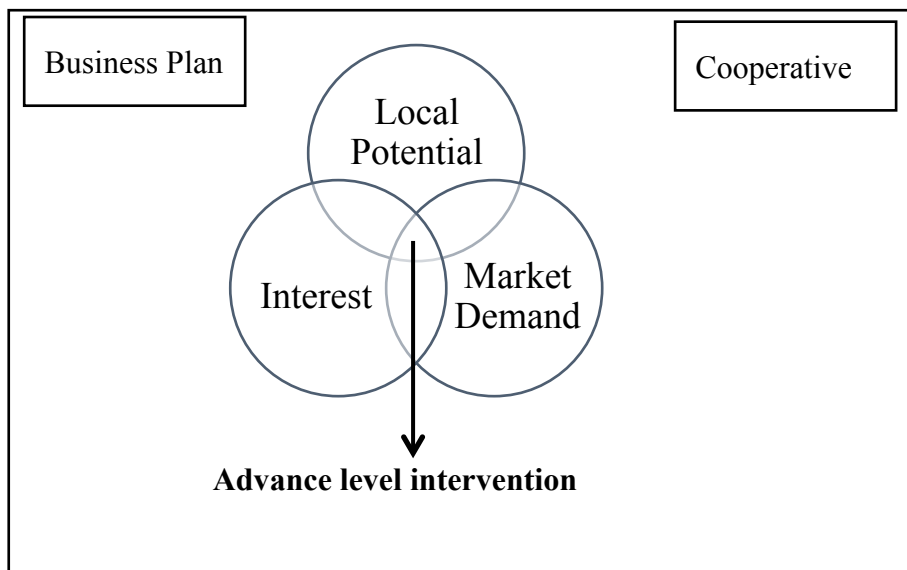 Business Plan
Cooperative
Local
Potential
Interest
Market
Demand
Advance level intervention